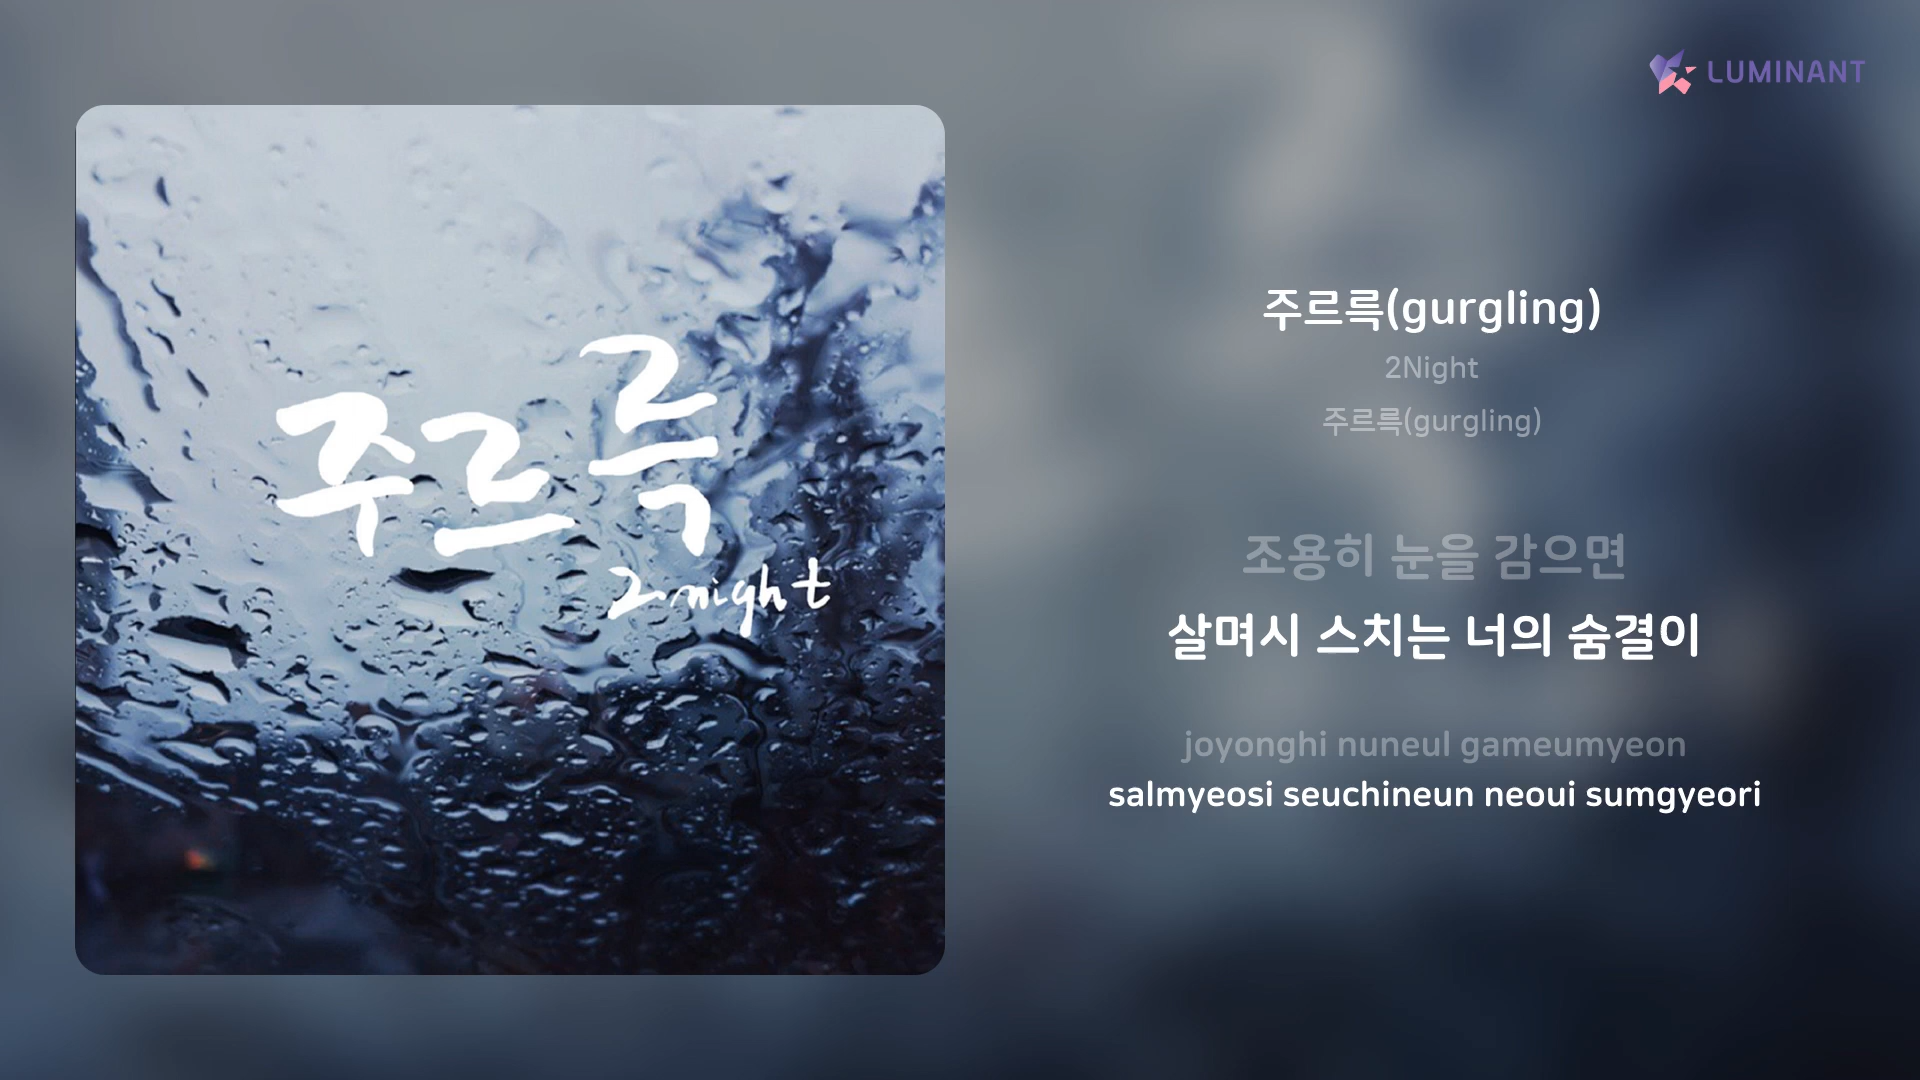 주르륵
2night
LUMINANT
주르륵(gurgling)
2Night
주르륵(gurgling)
조용히 눈을 감으면
살며시 스치는 너의 숨결이
joyonghi nuneul gameumyeon
salmyeosi seuchineun neoui sumgyeori